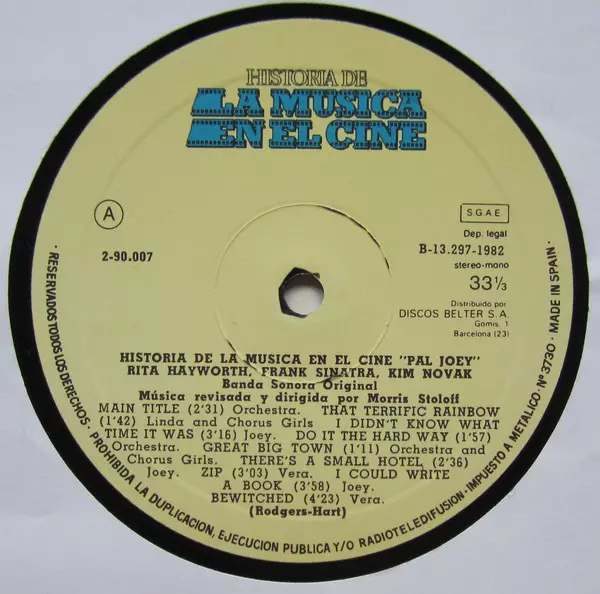 HISTORIA DE
LA MUSICA
EN EL CINE
A
2-90.007
S.G.A.E.
Dep. legal
B-13.297-1982
stereo-mono
33 1/3
Distribuido por
DISCOS BELTER S.A.
Gomis, 1
Barcelona (23)
HISTORIA DE LA MUSICA EN EL CINE "PAL JOEY"
RITA HAYWORTH, FRANK SINATRA, KIM NOVAK
Banda Sonora Original
Música revisada y dirigida por Morris Stoloff
MAIN TITLE (2'31) Orchestra. THAT TERRIFIC RAINBOW
(1'42) Linda and Chorus Girls I DIDN'T KNOW WHAT
TIME IT WAS (3'16) Joey. DO IT THE HARD WAY (1'57)
Orchestra. GREAT BIG TOWN (1'11) Orchestra and
Chorus Girls. THERE'S A SMALL HOTEL (2'36)
Joey. ZIP (3'03) Vera. I COULD WRITE
A BOOK (3'58) Joey.
BEWITCHED (4'23) Vera.
(Rodgers-Hart)
· RESERVADOS TODOS LOS DERECHOS · PROHIBIDA LA DUPLICACION, EJECUCION PUBLICA Y/O RADIOTELEDIFUSION · IMPUESTO A METALICO · Nº 3730 · MADE IN SPAIN ·